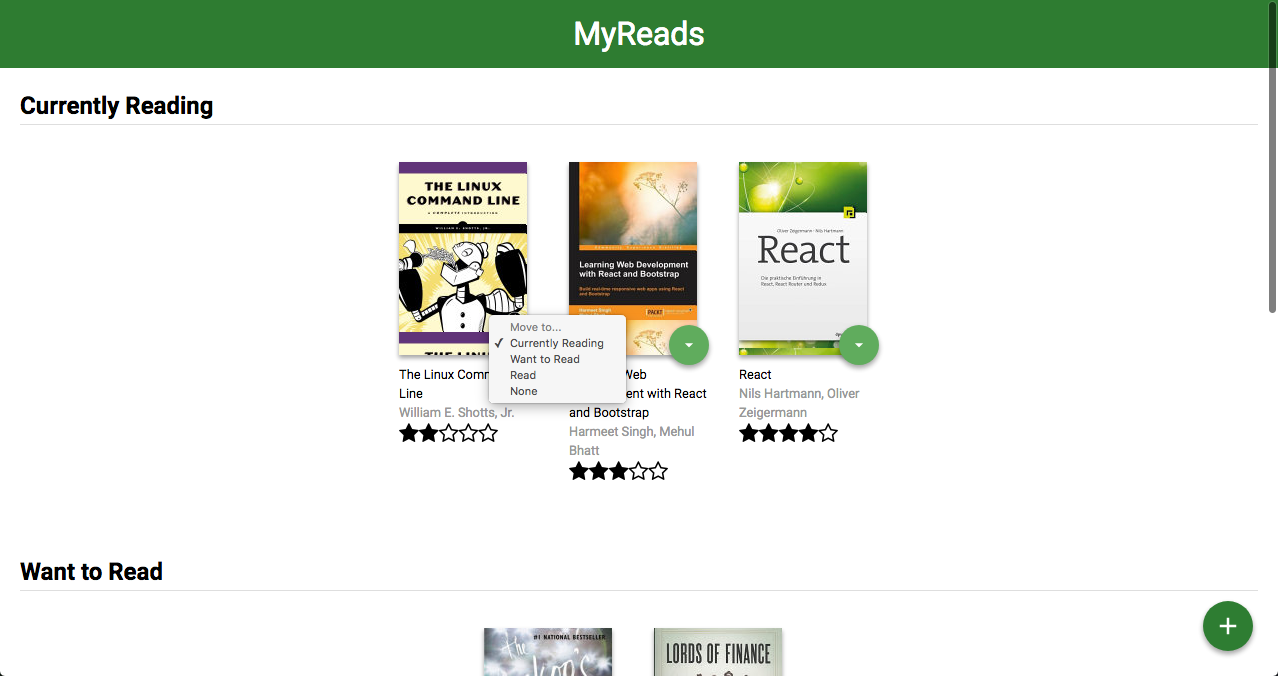 MyReads
Currently Reading
THE LINUX
COMMAND LINE
A COMPLETE INTRODUCTION
WILLIAM E. SHOTTS, JR.
Learning Web Development
with React and Bootstrap
Build real-time responsive web apps using React
and Bootstrap
Harmeet Singh
[PACKT]
Oliver Zeigermann · Nils Hartmann
React
Die praktische Einführung in
React, React Router und Redux
Move to...
Currently Reading
Want to Read
Read
None
THE LINUX
The Linux Comm
Line
William E. Shotts, Jr.
Web
ent with React
and Bootstrap
Harmeet Singh, Mehul
Bhatt
React
Nils Hartmann, Oliver
Zeigermann
Want to Read
#1 NATIONAL BESTSELLER
the
LORDS OF FINANCE